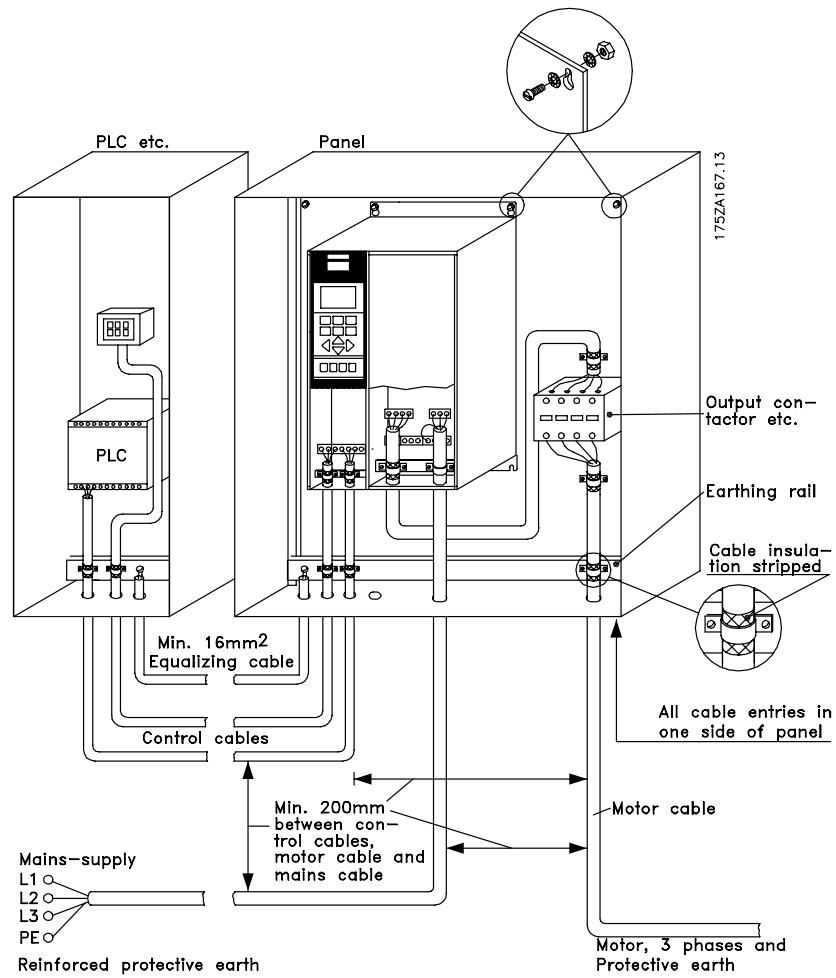 PLC etc.
Panel
175ZA167.13
PLC
Output con-
tactor etc.
Earthing rail
Cable insula-
tion stripped
Min. 16mm2
Equalizing cable
All cable entries in
one side of panel
Control cables
Min. 200mm
between con-
trol cables,
motor cable and
mains cable
Motor cable
Mains-supply
L1
L2
L3
PE
Reinforced protective earth
Motor, 3 phases and
Protective earth